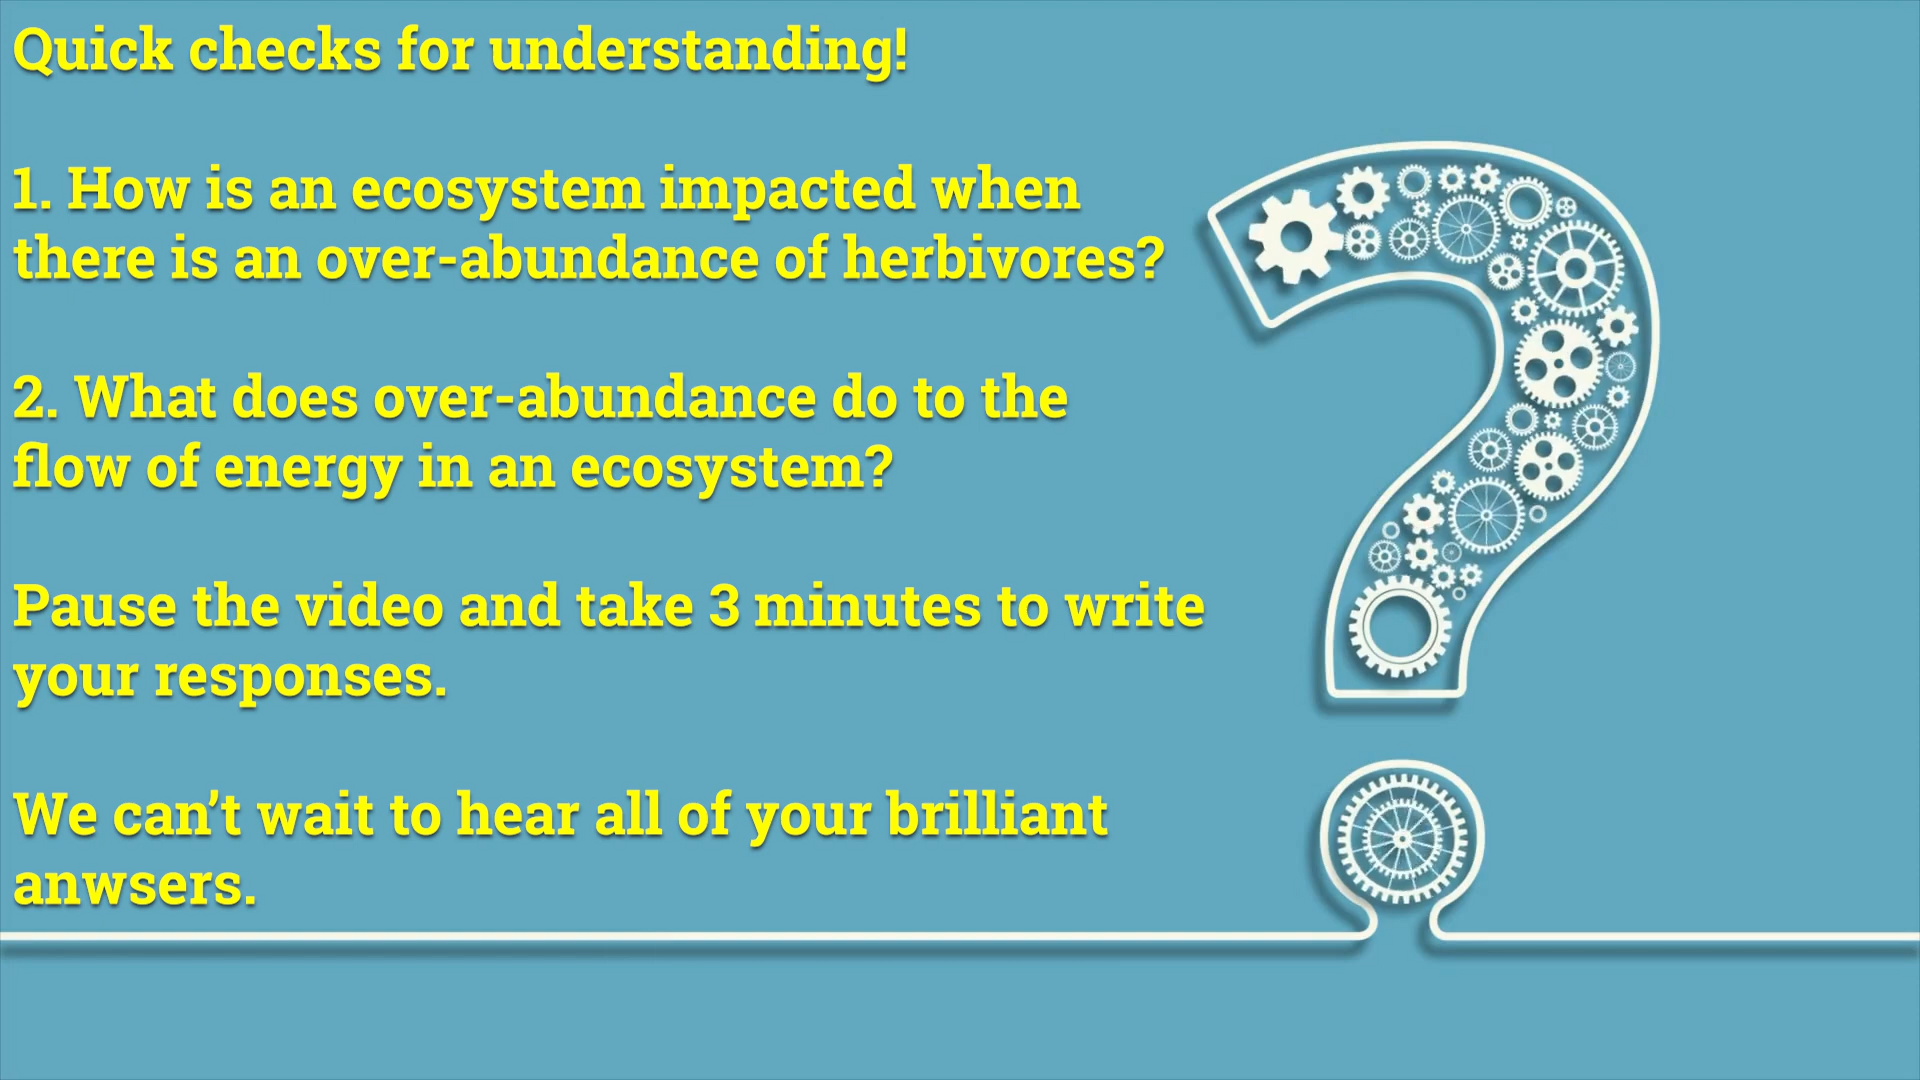 Quick checks for understanding!
1. How is an ecosystem impacted when
there is an over-abundance of herbivores?
2. What does over-abundance do to the
flow of energy in an ecosystem?
Pause the video and take 3 minutes to write
your responses.
We can’t wait to hear all of your brilliant
anwsers.